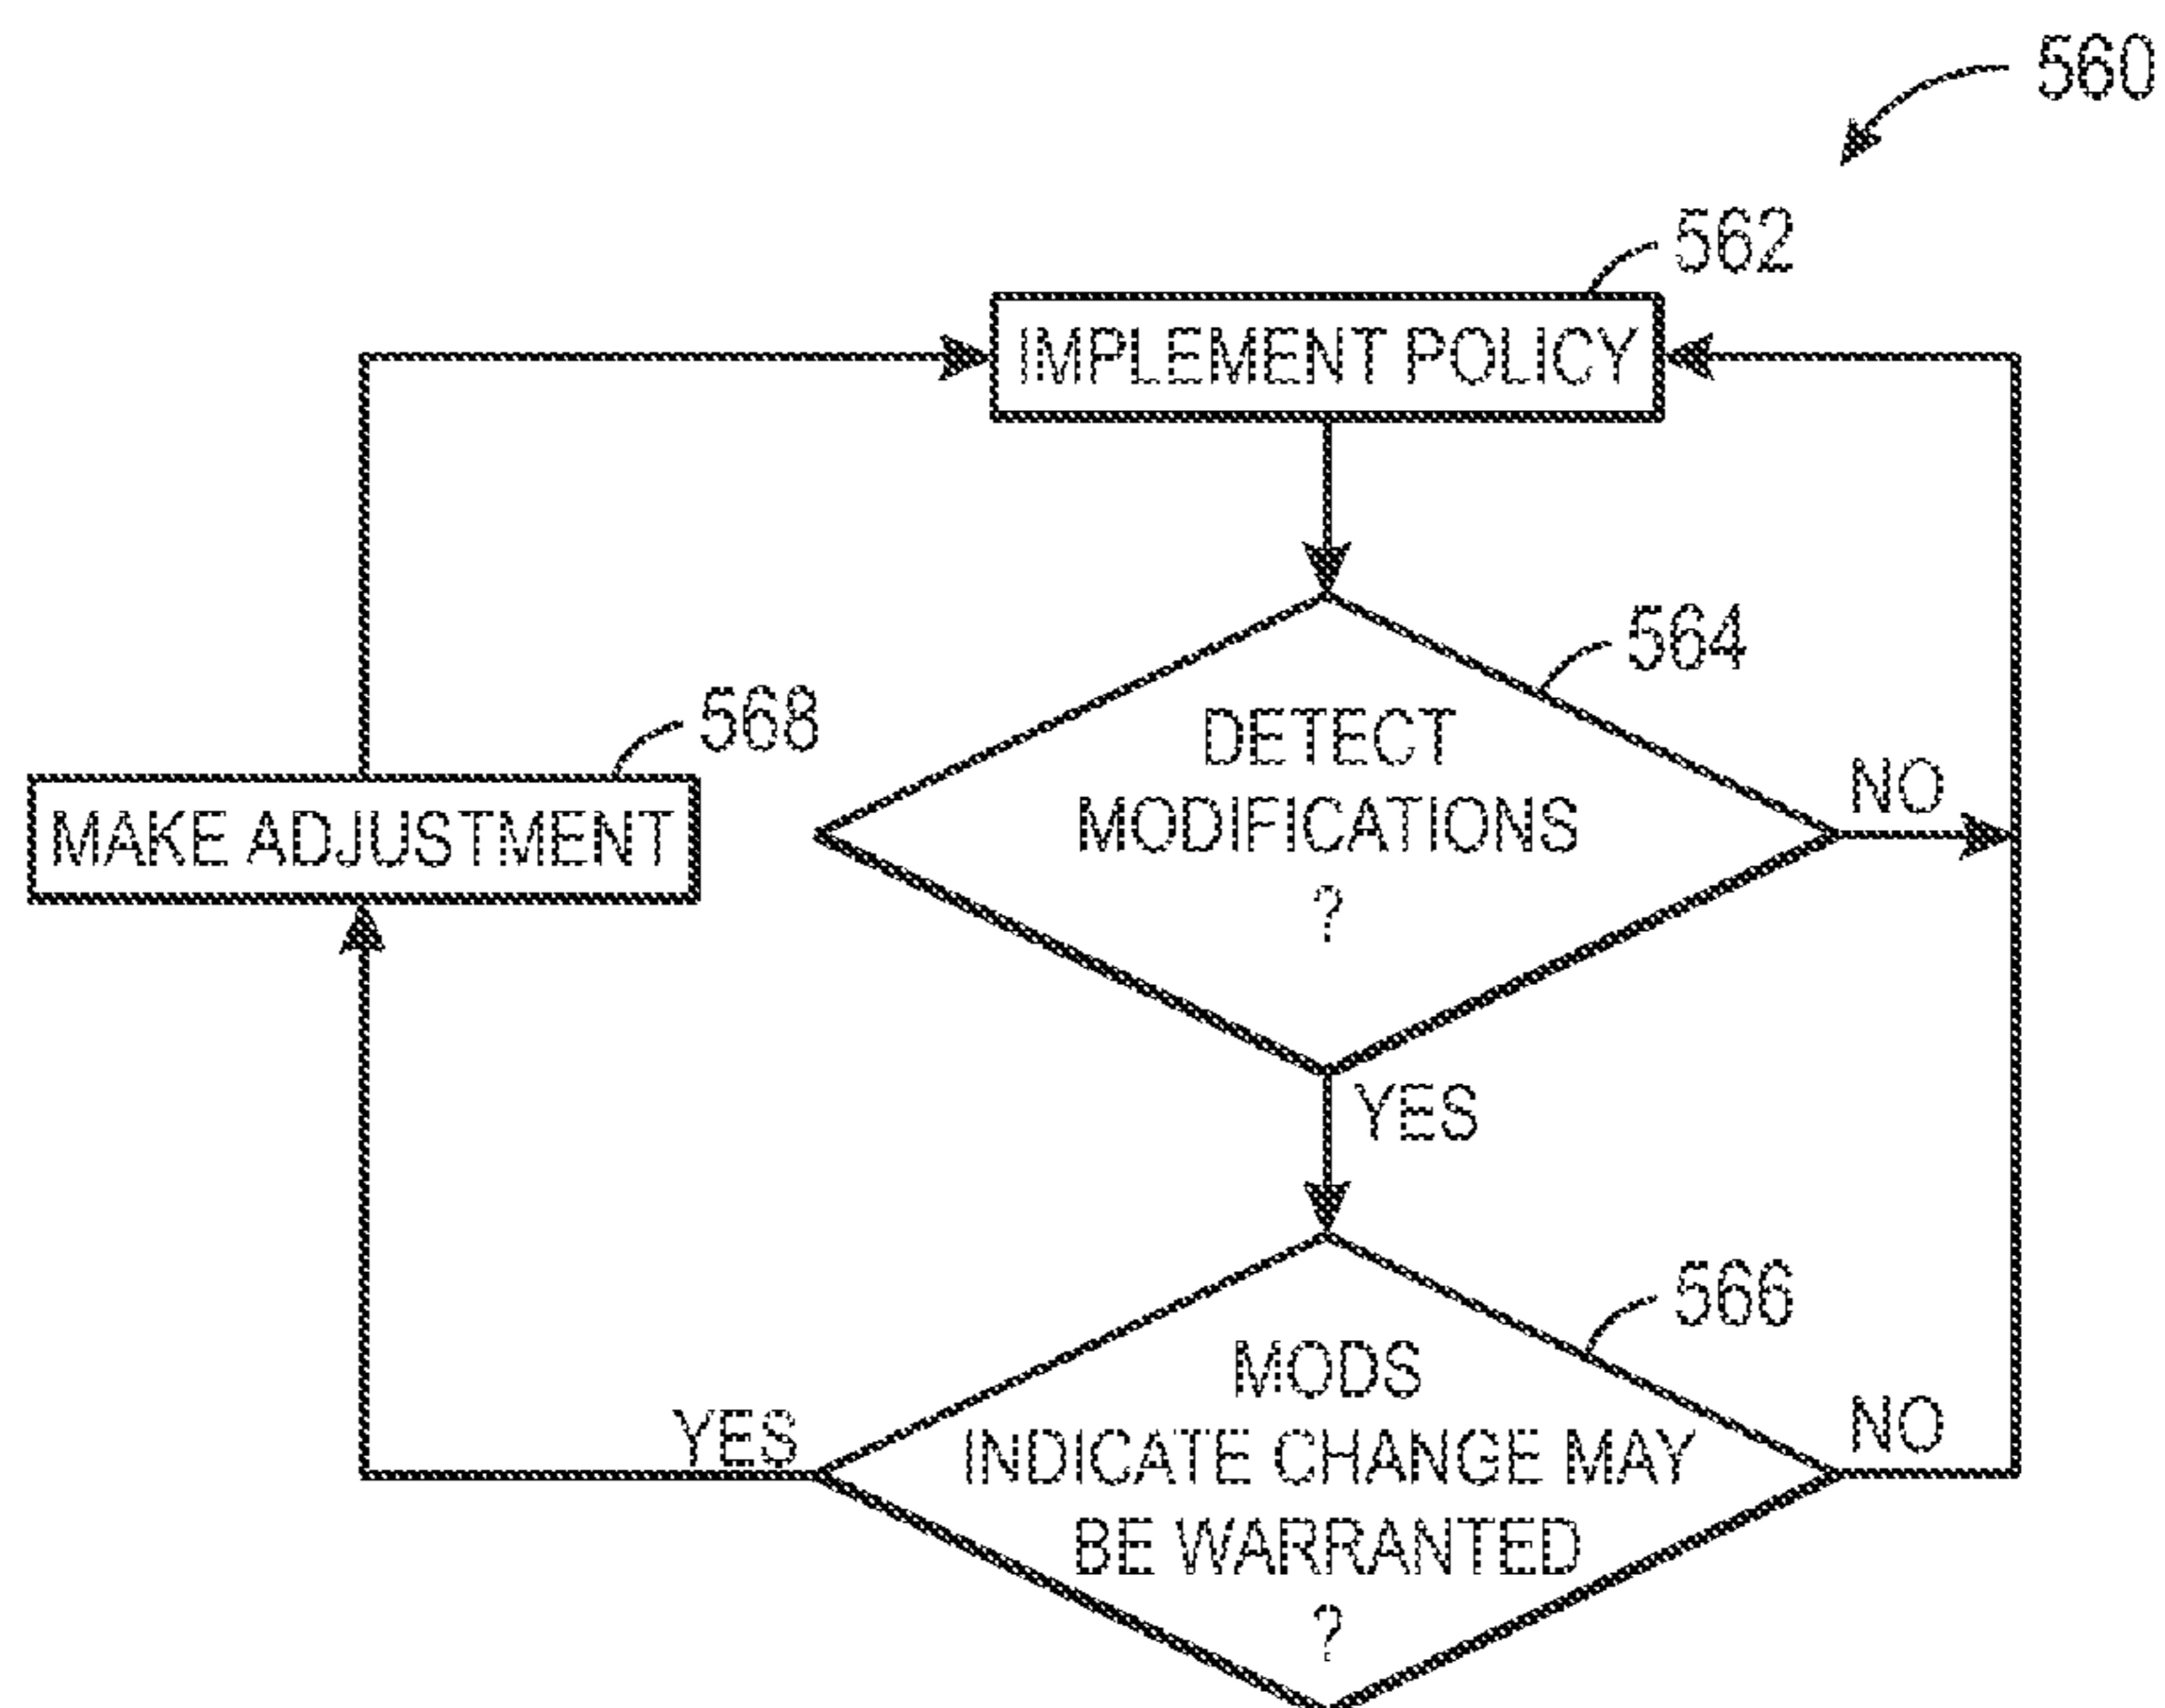 560
562
IMPLEMENT POLICY
564
DETECT
MODIFICATIONS
?
NO
568
MAKE ADJUSTMENT
YES
566
MODS
INDICATE CHANGE MAY
BE WARRANTED
?
YES
NO